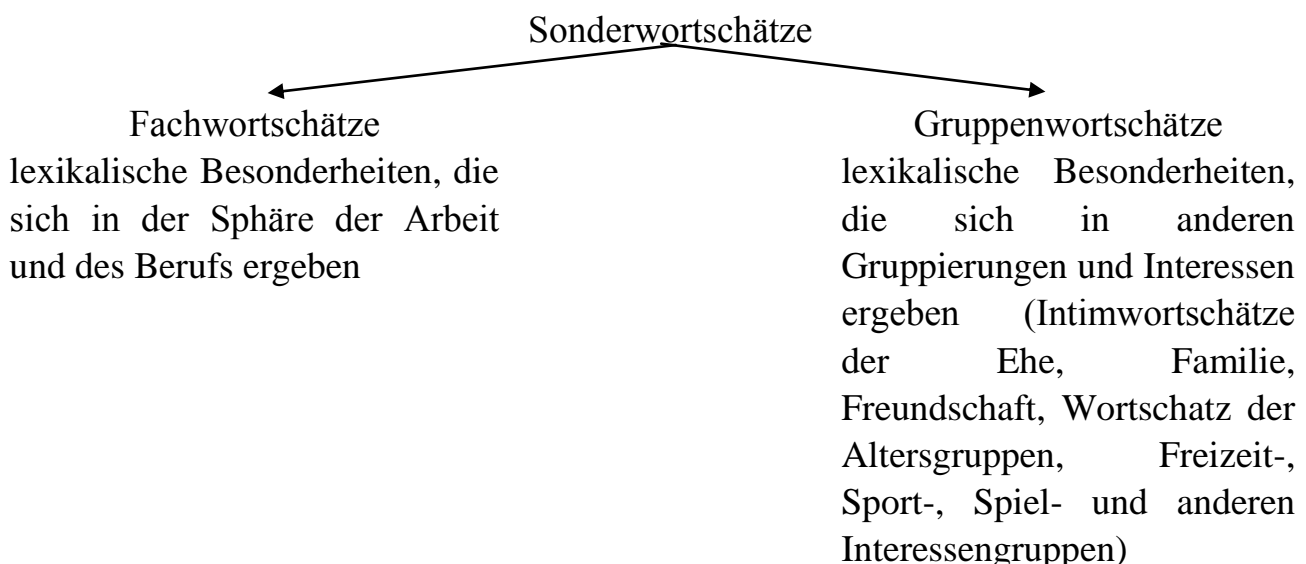 Sonderwortschätze
Fachwortschätze
lexikalische Besonderheiten, die
sich in der Sphäre der Arbeit
und des Berufs ergeben
Gruppenwortschätze
lexikalische Besonderheiten,
die sich in anderen
Gruppierungen und Interessen
ergeben (Intimwortschätze
der Ehe, Familie,
Freundschaft, Wortschatz der
Altersgruppen, Freizeit-,
Sport-, Spiel- und anderen
Interessengruppen)